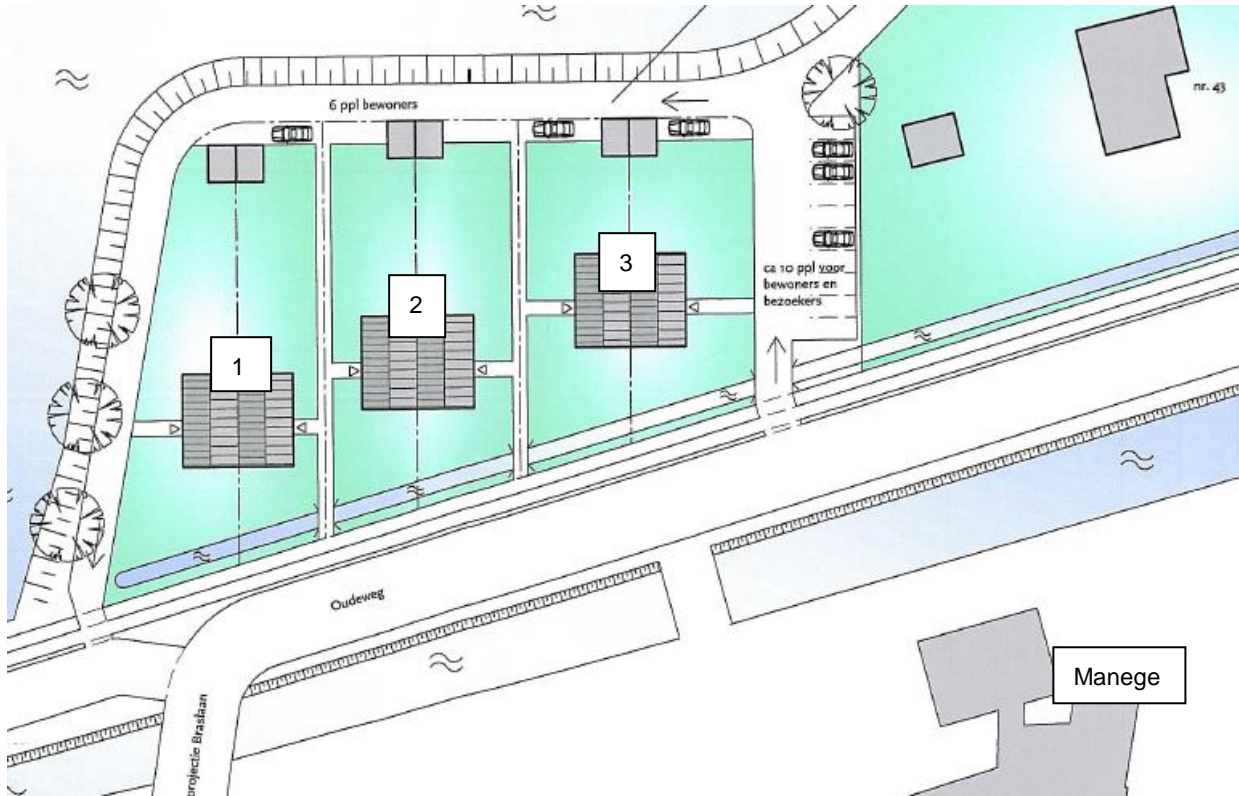 6 ppl bewoners
nr. 43
1
2
3
ca 10 ppl voor
bewoners en
bezoekers
Oudeweg
projectie Braslaan
Manege